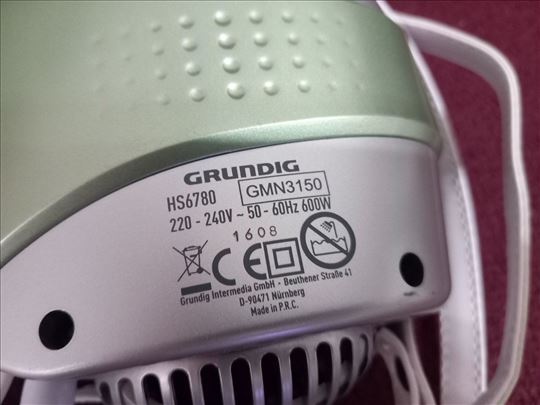 GRUNDIG
HS6780 GMN3150
220 - 240V ~ 50 - 60Hz 600W
1608
CE
Grundig Intermedia GmbH - Beuthener Straße 41
D-90471 Nürnberg
Made in P.R.C.